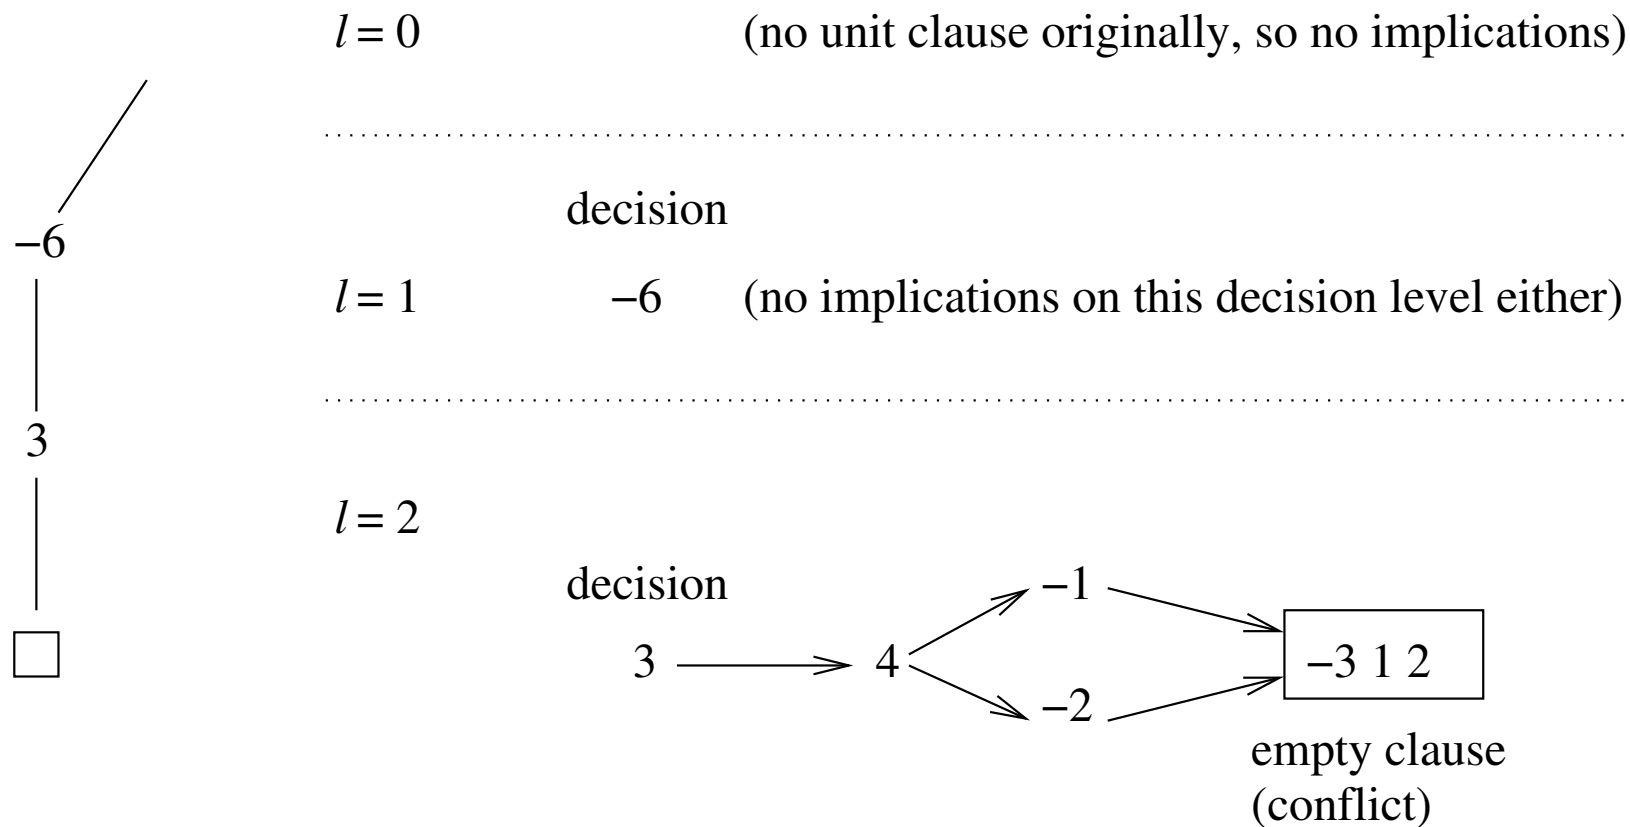 l = 0 (no unit clause originally, so no implications)
decision
−6
l = 1 −6 (no implications on this decision level either)
3
l = 2
decision
−1
3 4 −3 1 2
−2
empty clause
(conflict)